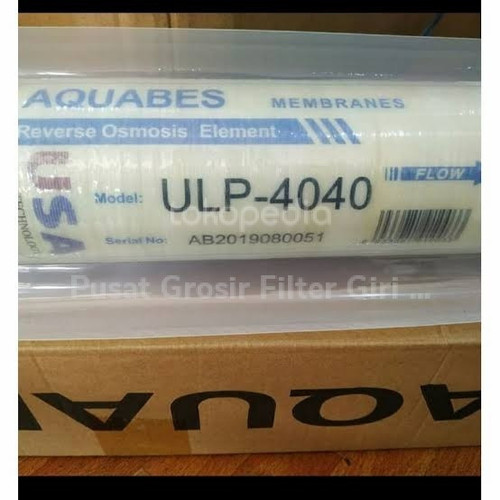 AQUABES MEMBRANES
Reverse Osmosis Element
USA
TECHNOLOGY
FLOW
Model: ULP-4040
tokopedia
Serial No: AB2019080051
Pusat Grosir Filter Giri ...
AQUA